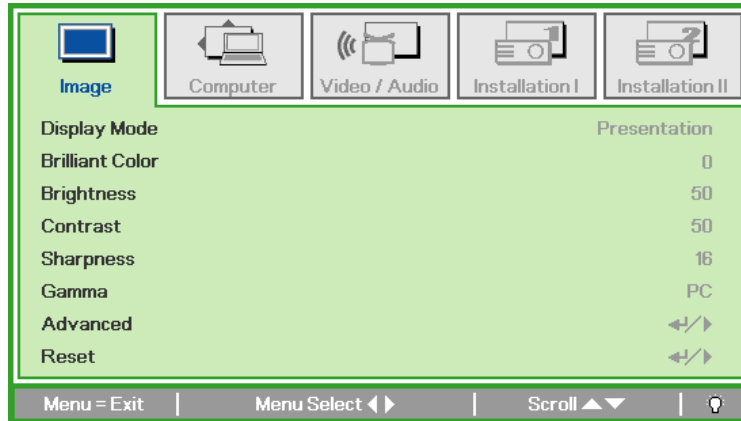 Image Computer Video / Audio Installation I Installation II
Display Mode Presentation
Brilliant Color 0
Brightness 50
Contrast 50
Sharpness 16
Gamma PC
Advanced ↵/▶
Reset ↵/▶
Menu = Exit Menu Select ◀▶ Scroll ▲▼